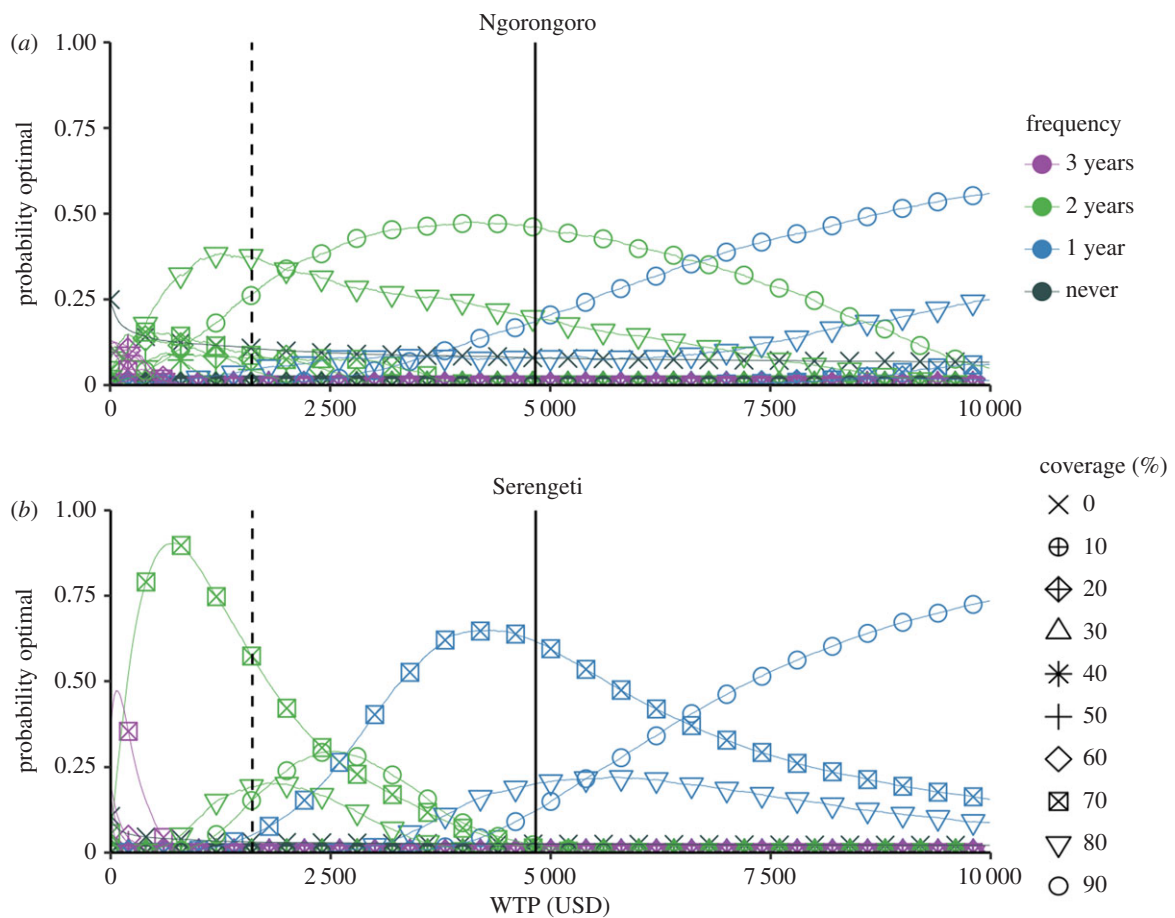 (a)
Ngorongoro
1.00
0.75
0.50
0.25
0
probability optimal
0 2 500 5 000 7 500 10 000
frequency
3 years
2 years
1 year
never
(b)
Serengeti
1.00
0.75
0.50
0.25
0
probability optimal
0 2 500 5 000 7 500 10 000
WTP (USD)
coverage (%)
0
10
20
30
40
50
60
70
80
90